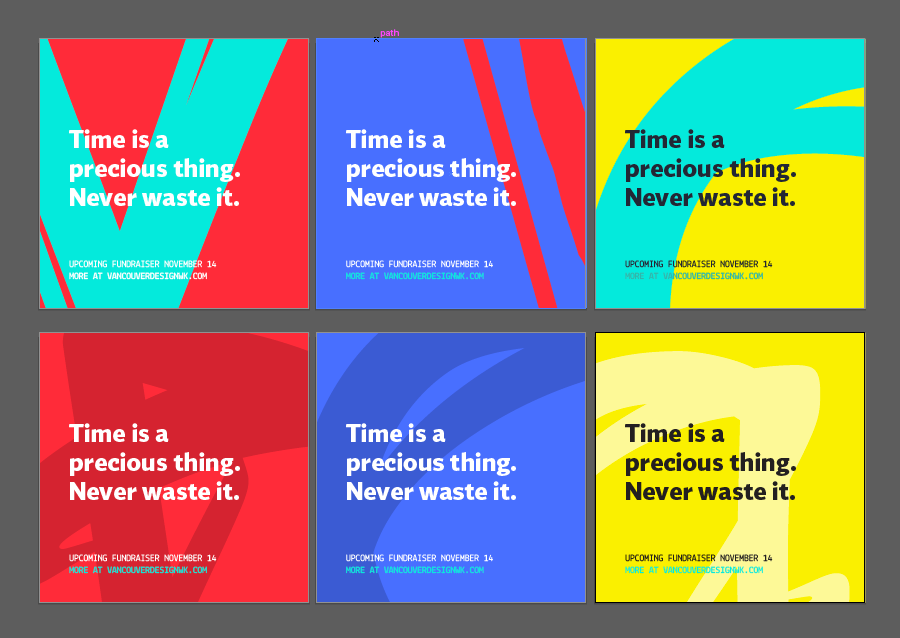 path
Time is a
precious thing.
Never waste it.
UPCOMING FUNDRAISER NOVEMBER 14
MORE AT VANCOUVERDESIGNWK.COM
Time is a
precious thing.
Never waste it.
UPCOMING FUNDRAISER NOVEMBER 14
MORE AT VANCOUVERDESIGNWK.COM
Time is a
precious thing.
Never waste it.
UPCOMING FUNDRAISER NOVEMBER 14
MORE AT VANCOUVERDESIGNWK.COM
Time is a
precious thing.
Never waste it.
UPCOMING FUNDRAISER NOVEMBER 14
MORE AT VANCOUVERDESIGNWK.COM
Time is a
precious thing.
Never waste it.
UPCOMING FUNDRAISER NOVEMBER 14
MORE AT VANCOUVERDESIGNWK.COM
Time is a
precious thing.
Never waste it.
UPCOMING FUNDRAISER NOVEMBER 14
MORE AT VANCOUVERDESIGNWK.COM